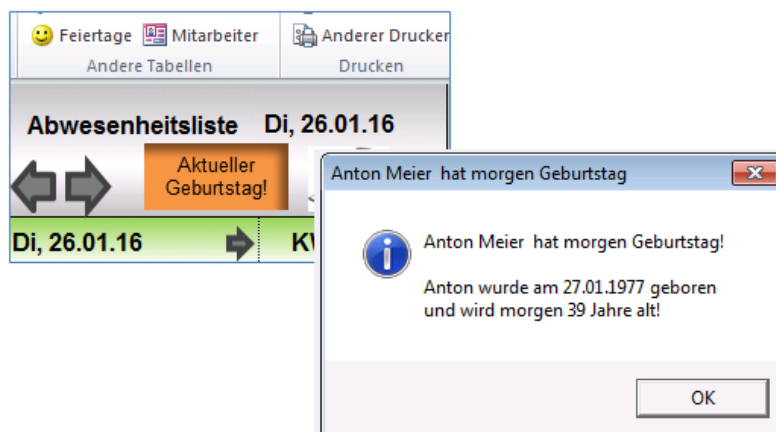 Feiertage Mitarbeiter Anderer Drucker
Andere Tabellen Drucken
Abwesenheitsliste Di, 26.01.16
Aktueller
Geburtstag!
Di, 26.01.16
Anton Meier hat morgen Geburtstag
Anton Meier hat morgen Geburtstag!
Anton wurde am 27.01.1977 geboren
und wird morgen 39 Jahre alt!
OK